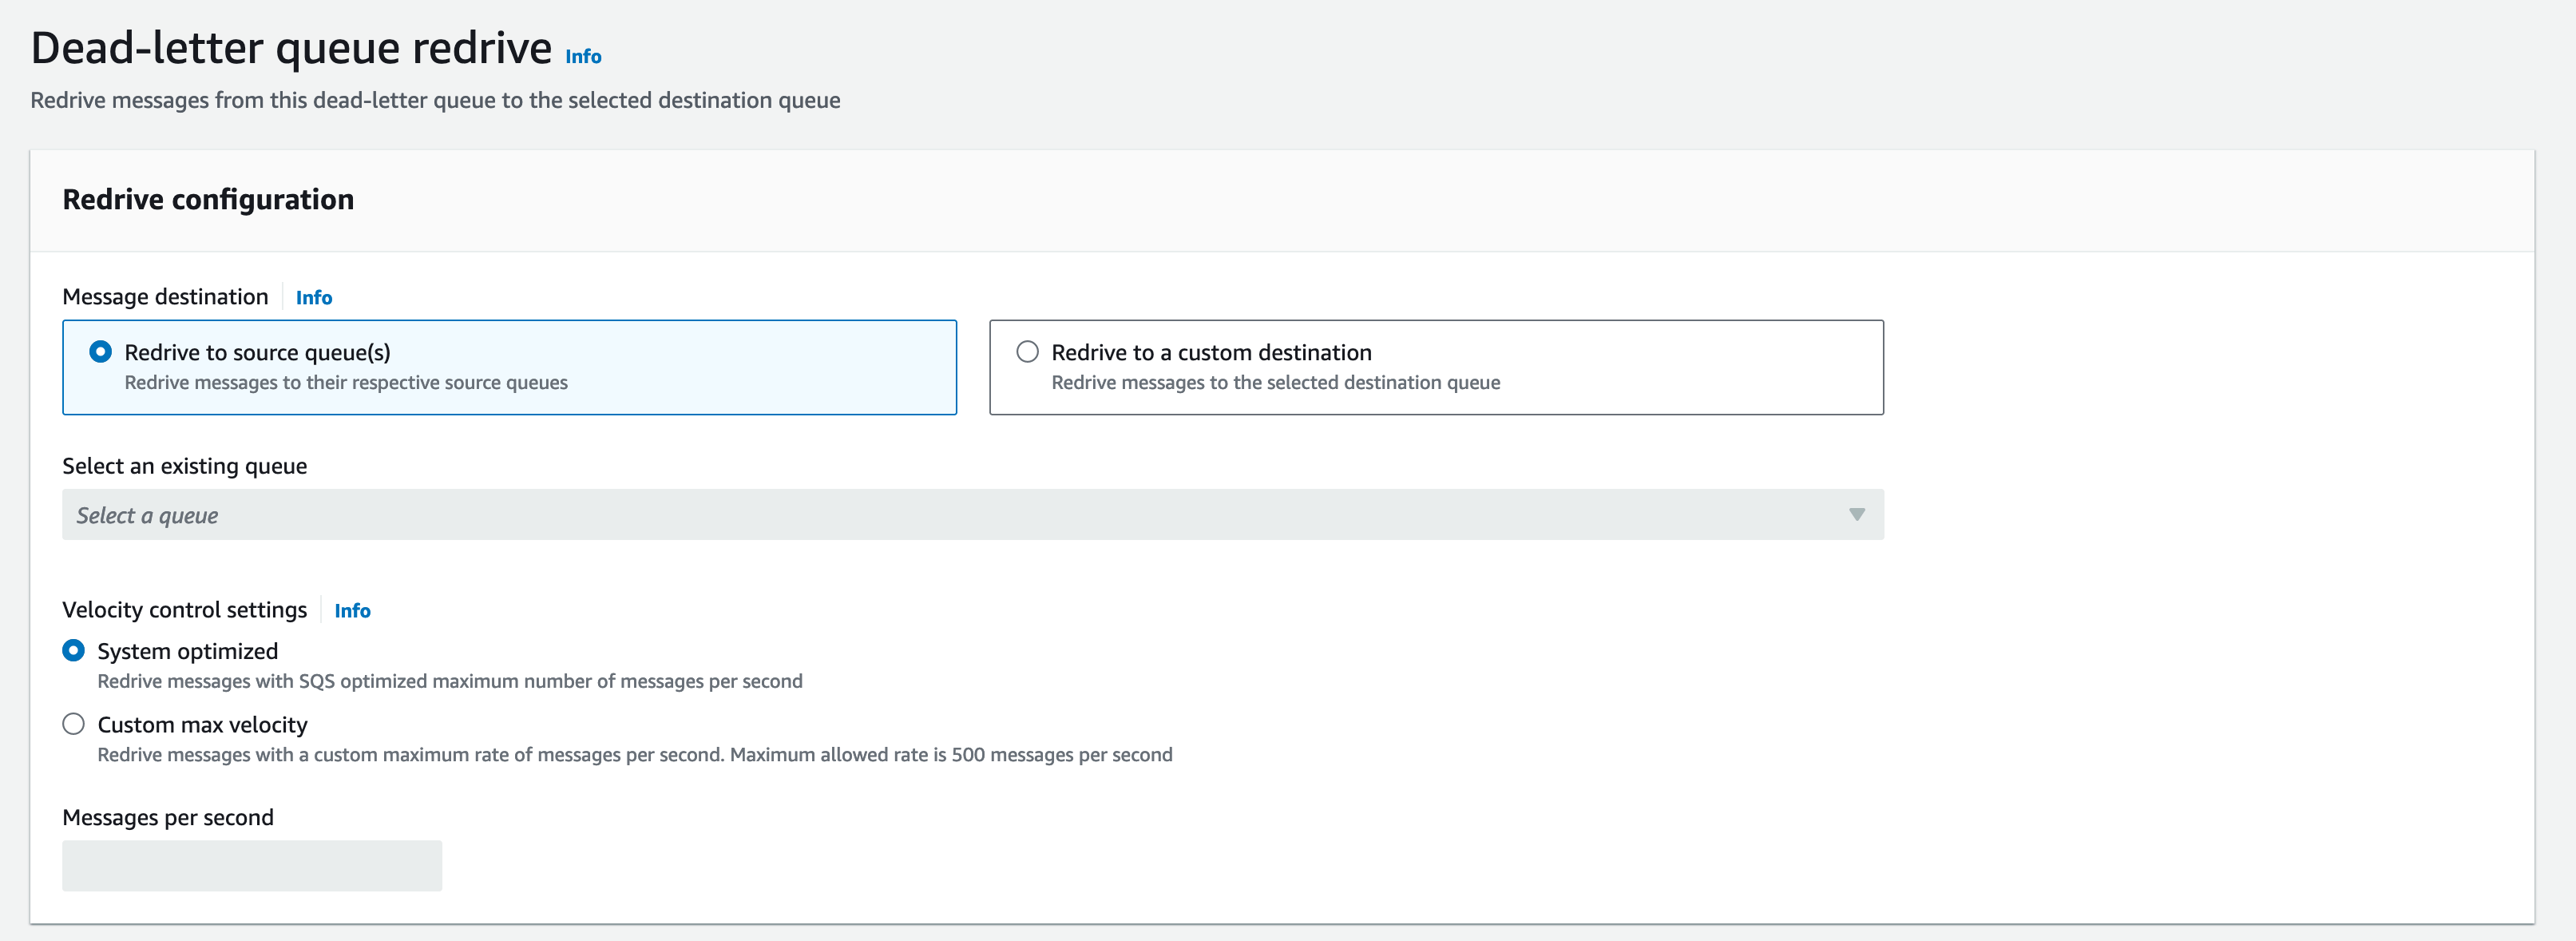 Dead-letter queue redrive Info
Redrive messages from this dead-letter queue to the selected destination queue
Redrive configuration
Message destination Info
Redrive to source queue(s)
Redrive messages to their respective source queues
Redrive to a custom destination
Redrive messages to the selected destination queue
Select an existing queue
Select a queue
Velocity control settings Info
System optimized
Redrive messages with SQS optimized maximum number of messages per second
Custom max velocity
Redrive messages with a custom maximum rate of messages per second. Maximum allowed rate is 500 messages per second
Messages per second